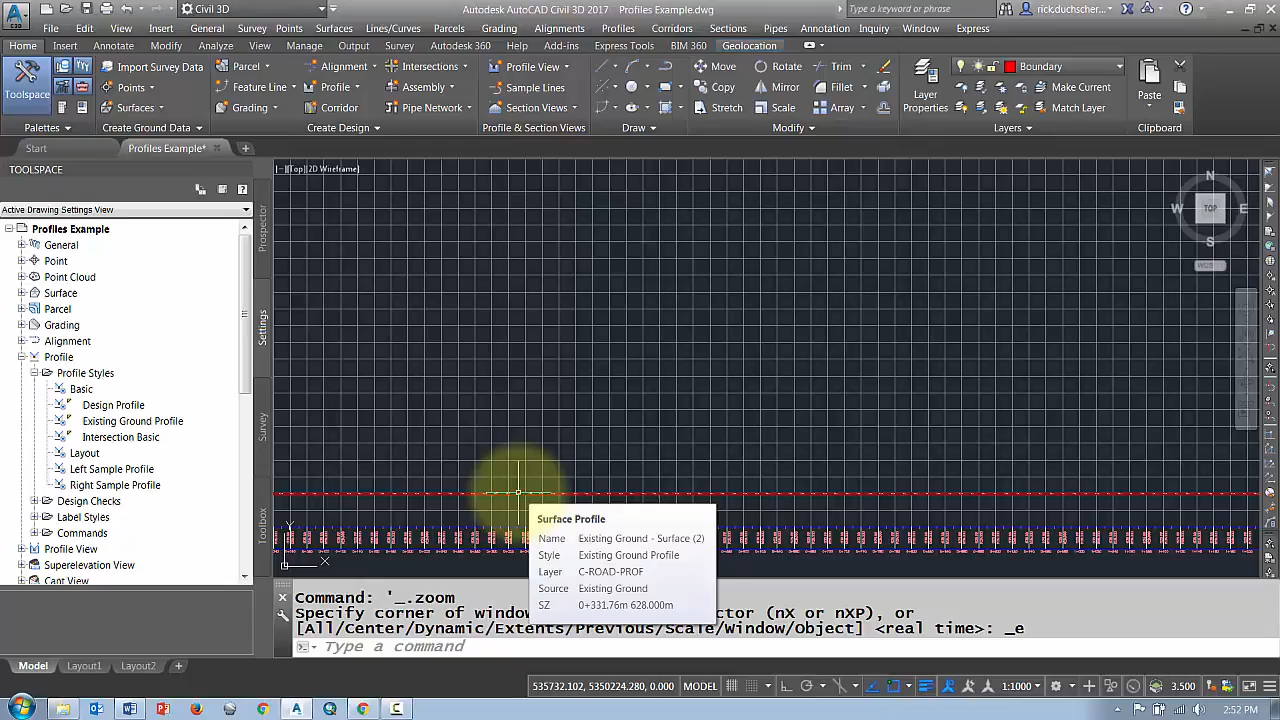 Civil 3D
Autodesk AutoCAD Civil 3D 2017 Profiles Example.dwg
Type a keyword or phrase
rick.duchscher...
File Edit View Insert General Survey Points Surfaces Lines/Curves Parcels Grading Alignments Profiles Corridors Sections Pipes Annotation Inquiry Window Express
Home Insert Annotate Modify Analyze View Manage Output Survey Autodesk 360 Help Add-ins Express Tools BIM 360 Geolocation
Toolspace
Import Survey Data
Points
Surfaces
Parcel
Feature Line
Grading
Alignment
Profile
Corridor
Intersections
Assembly
Pipe Network
Profile View
Sample Lines
Section Views
Move
Copy
Stretch
Rotate
Mirror
Scale
Trim
Fillet
Array
Layer
Properties
Boundary
Make Current
Match Layer
Paste
Palettes Create Ground Data Create Design Profile & Section Views Draw Modify Layers Clipboard
Start Profiles Example*
TOOLSPACE
Active Drawing Settings View
Profiles Example
General
Point
Point Cloud
Surface
Parcel
Grading
Alignment
Profile
Profile Styles
Basic
Design Profile
Existing Ground Profile
Intersection Basic
Layout
Left Sample Profile
Right Sample Profile
Design Checks
Label Styles
Commands
Profile View
Superelevation View
Cant View
Prospector
Settings
Survey
Toolbox
[−][Top][2D Wireframe]
N
W TOP E
S
WCS
Y
X
Surface Profile
Name Existing Ground - Surface (2)
Style Existing Ground Profile
Layer C-ROAD-PROF
Source Existing Ground
SZ 0+331.76m 628.000m
Command: '_.zoom
Specify corner of window
ctor (nX or nXP), or
[All/Center/Dynamic/Extents/Previous/Scale/Window/Object] <real time>: _e
Type a command
Model Layout1 Layout2 +
535732.102, 5350224.280, 0.000 MODEL 1:1000 3.500
2:52 PM